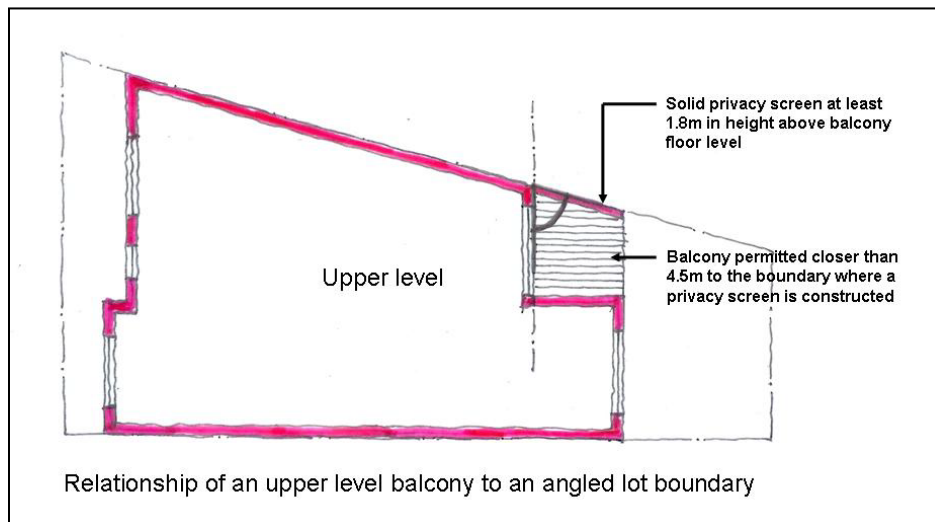 Solid privacy screen at least
1.8m in height above balcony
floor level
Upper level
Balcony permitted closer than
4.5m to the boundary where a
privacy screen is constructed
Relationship of an upper level balcony to an angled lot boundary